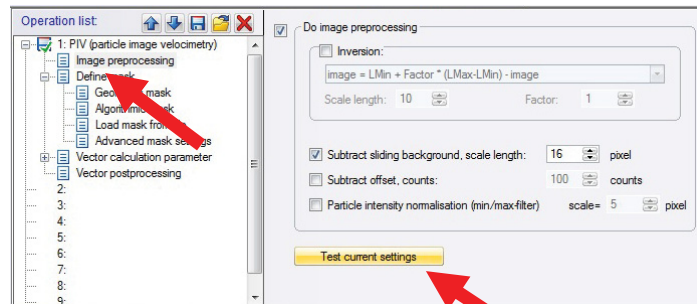 Operation list:
1: PIV (particle image velocimetry)
Image preprocessing
Define mask
mask
Load mask
Advanced mask
Vector calculation parameter
Vector postprocessing
2:
3:
4:
5:
6:
7:
8:
9:
Do image preprocessing
Inversion:
image = LMin + Factor * (LMax-LMin) - image
Scale length: 10 Factor: 1
Subtract sliding background, scale length: 16 pixel
Subtract offset, counts: 100 counts
Particle intensity normalisation (min/max-filter) scale= 5 pixel
Test current settings